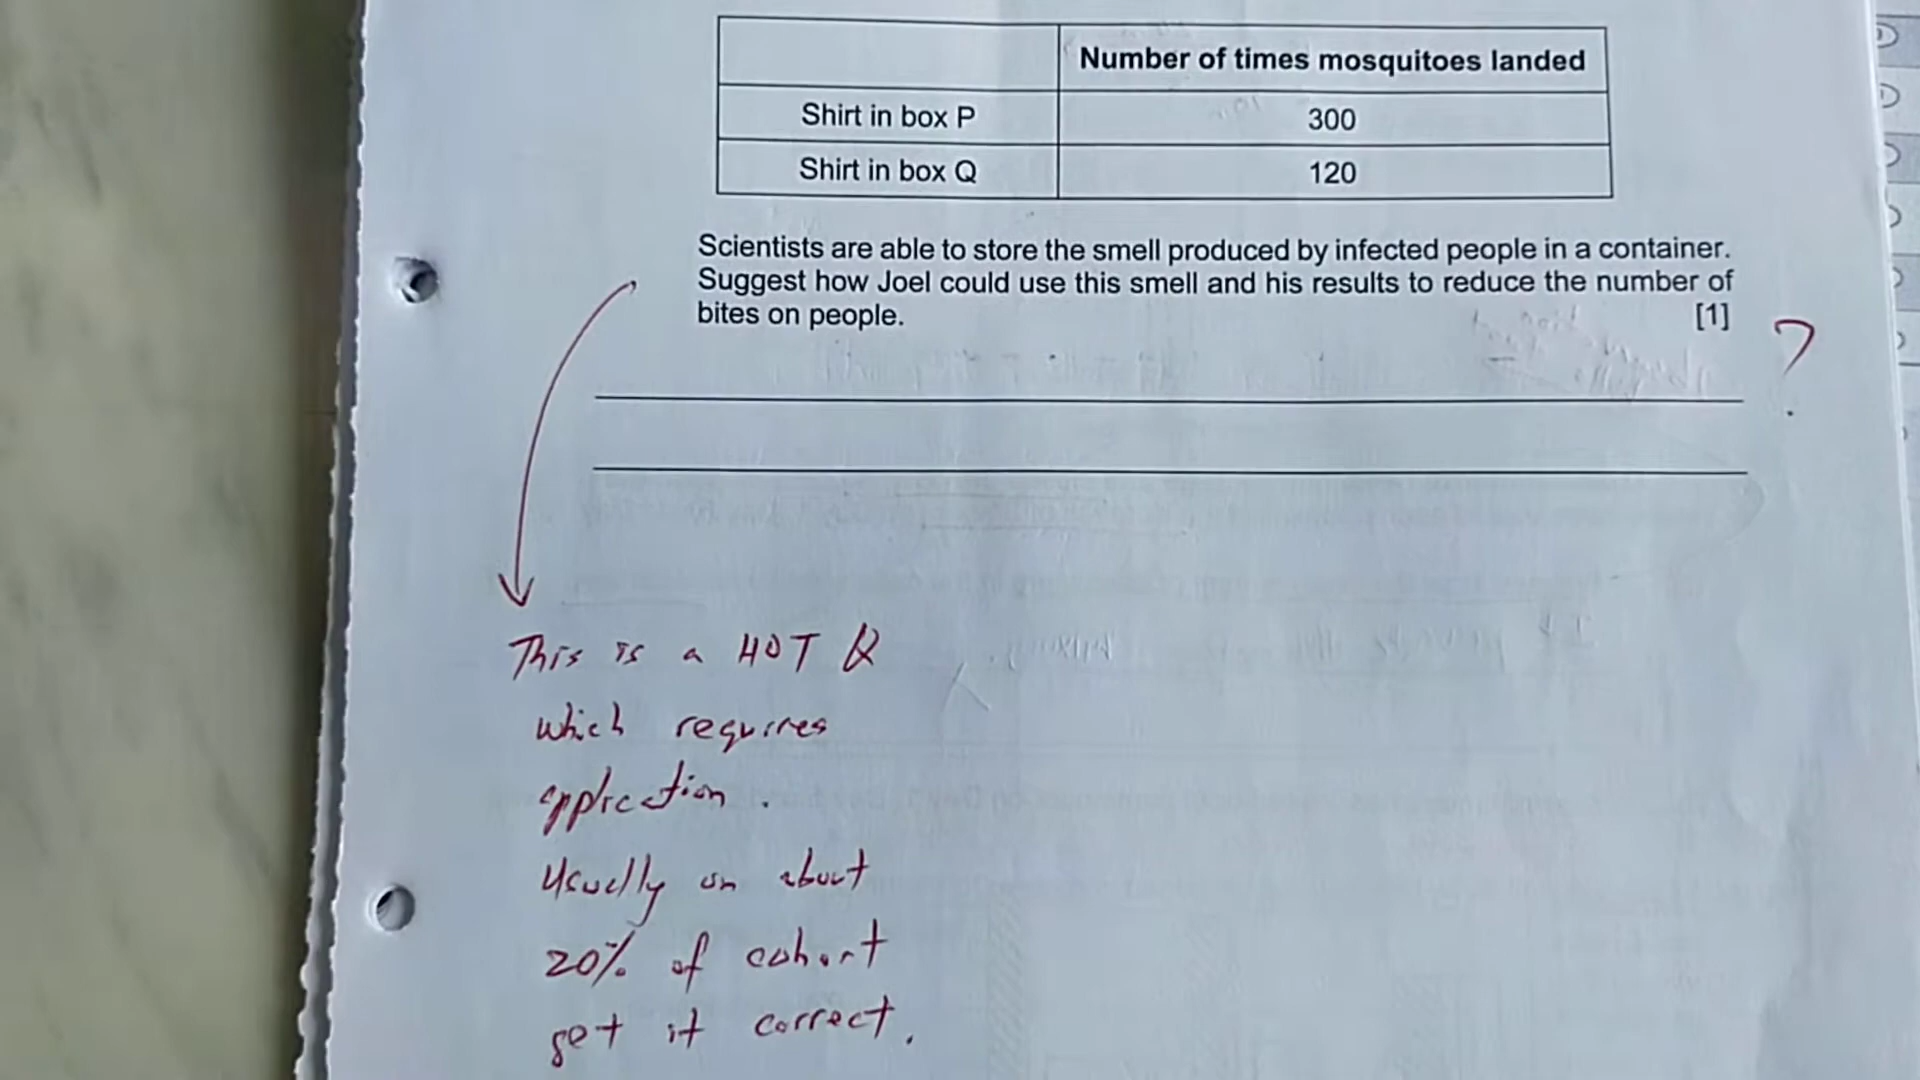 Number of times mosquitoes landed
Shirt in box P 300
Shirt in box Q 120
Scientists are able to store the smell produced by infected people in a container.
Suggest how Joel could use this smell and his results to reduce the number of
bites on people. [1]
?
This is a HOT Q
which requires
application.
Usually on about
20% of cohort
get it correct.